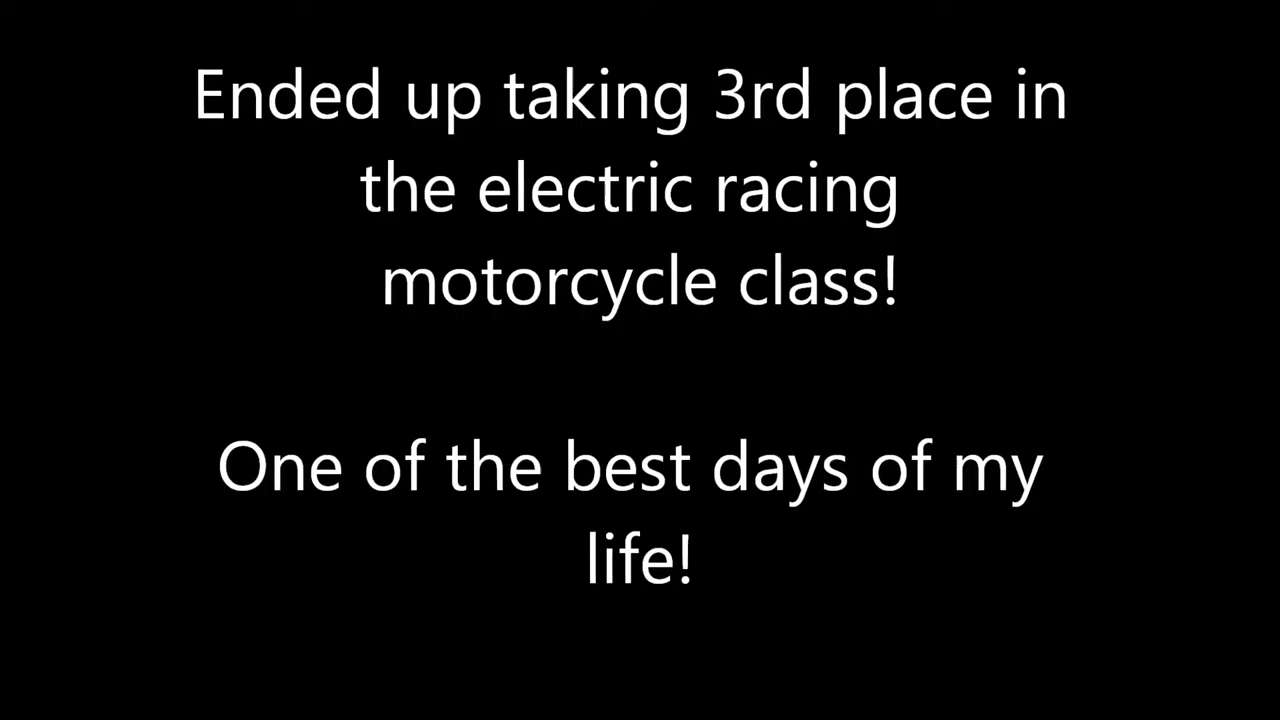 Ended up taking 3rd place in
the electric racing
motorcycle class!
One of the best days of my
life!